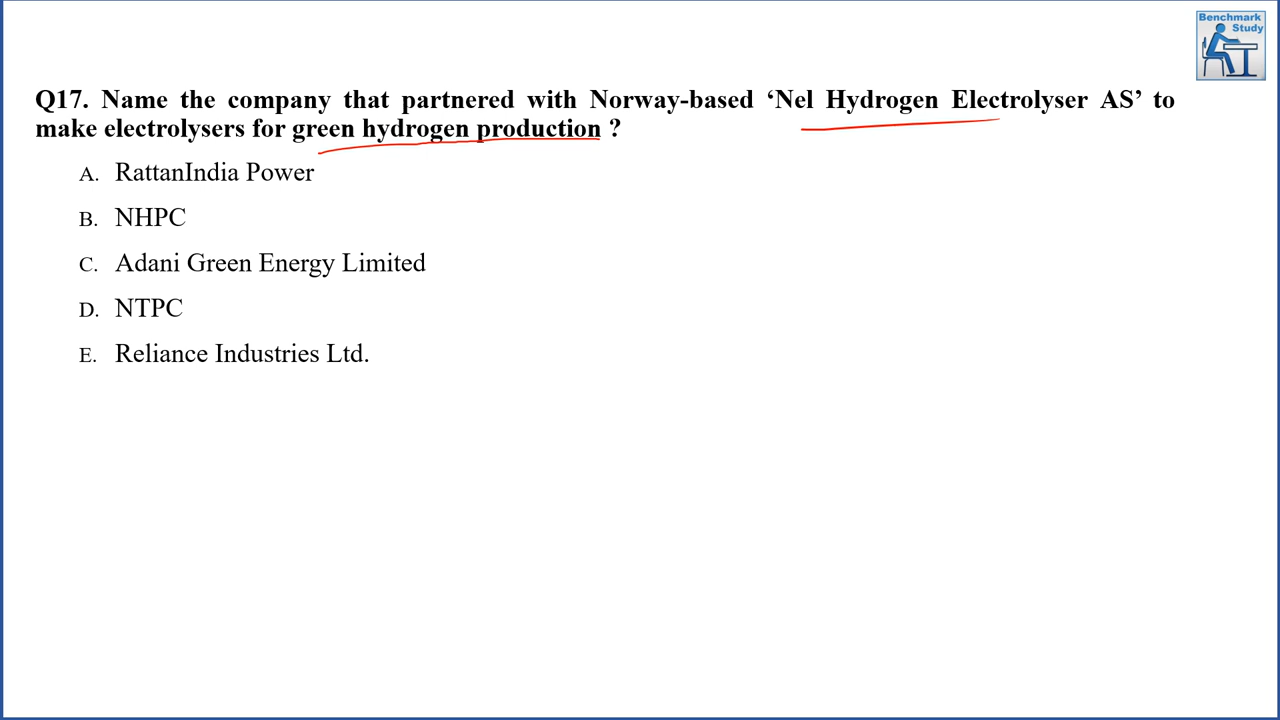 Benchmark
Study
Q17. Name the company that partnered with Norway-based ‘Nel Hydrogen Electrolyser AS’ to
make electrolysers for green hydrogen production ?
A. RattanIndia Power
B. NHPC
C. Adani Green Energy Limited
D. NTPC
E. Reliance Industries Ltd.